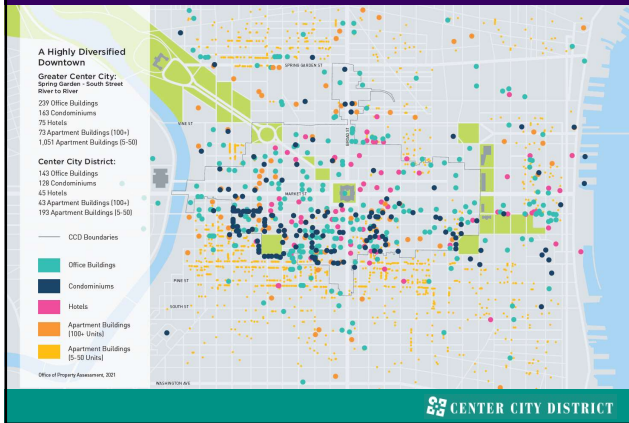 A Highly Diversified
Downtown
Greater Center City:
Spring Garden - South Street
River to River
239 Office Buildings
163 Condominiums
75 Hotels
73 Apartment Buildings (100+)
1,051 Apartment Buildings (5-50)
Center City District:
143 Office Buildings
128 Condominiums
45 Hotels
43 Apartment Buildings (100+)
193 Apartment Buildings (5-50)
CCD Boundaries
Office Buildings
Condominiums
Hotels
Apartment Buildings
(100+ Units)
Apartment Buildings
(5-50 Units)
Office of Property Assessment, 2021
SPRING GARDEN ST
VINE ST
BROAD ST
MARKET ST
PINE ST
SOUTH ST
WASHINGTON AVE
CENTER CITY DISTRICT